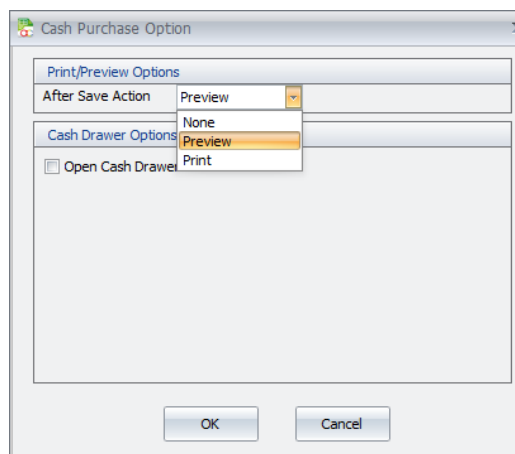 Cash Purchase Option
Print/Preview Options
After Save Action
Preview
None
Preview
Print
Cash Drawer Options
Open Cash Drawer
OK
Cancel